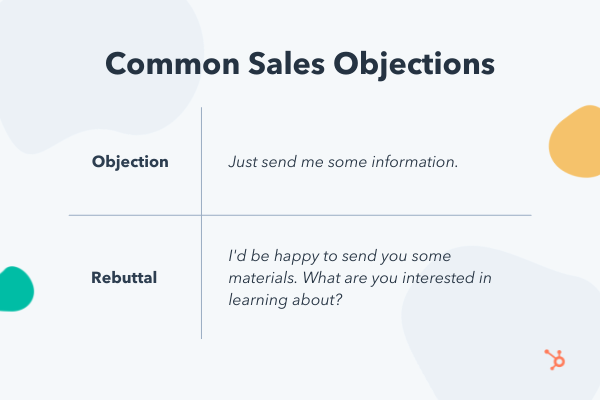 Common Sales Objections
Objection
Just send me some information.
Rebuttal
I'd be happy to send you some
materials. What are you interested in
learning about?